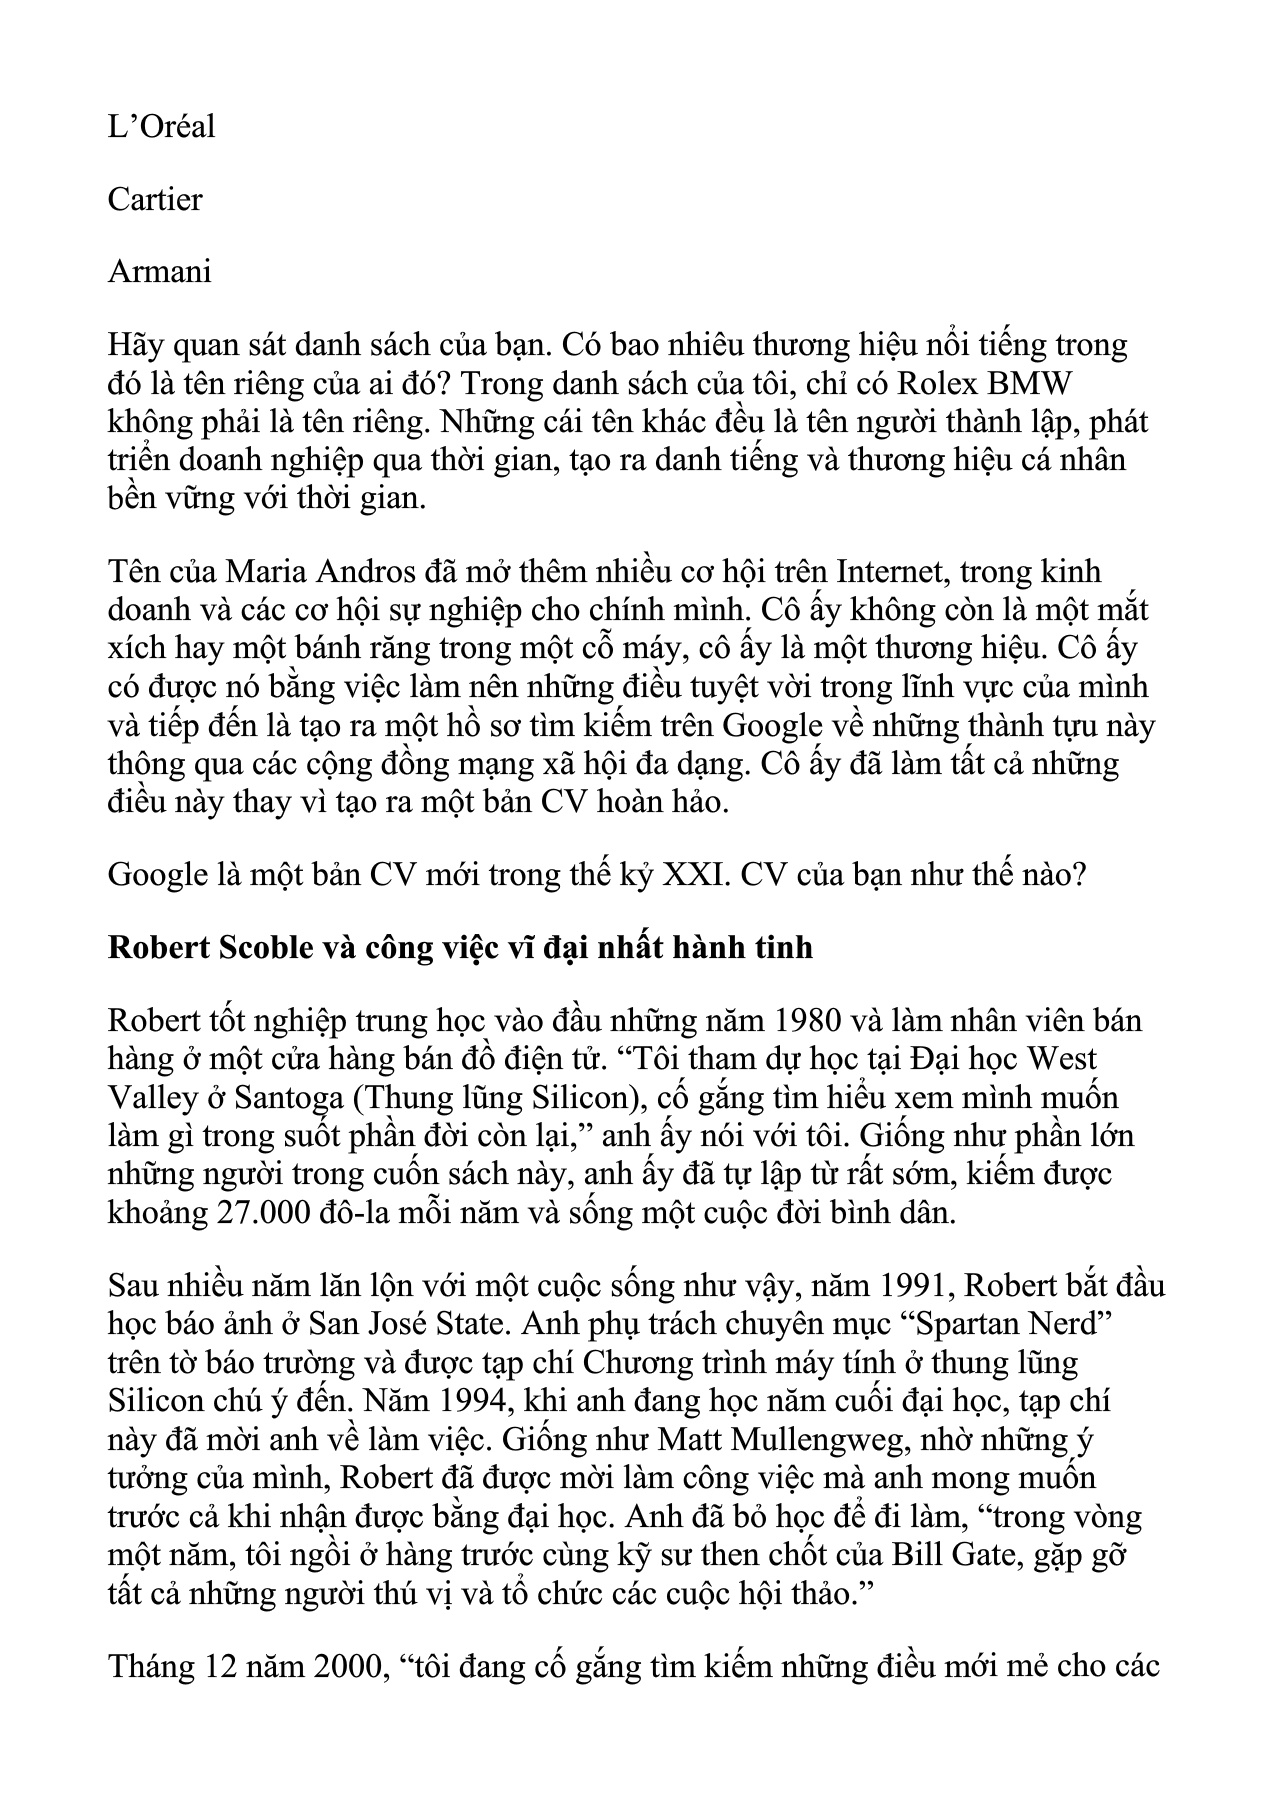 L’Oréal
Cartier
Armani
Hãy quan sát danh sách của bạn. Có bao nhiêu thương hiệu nổi tiếng trong
đó là tên riêng của ai đó? Trong danh sách của tôi, chỉ có Rolex BMW
không phải là tên riêng. Những cái tên khác đều là tên người thành lập, phát
triển doanh nghiệp qua thời gian, tạo ra danh tiếng và thương hiệu cá nhân
bền vững với thời gian.
Tên của Maria Andros đã mở thêm nhiều cơ hội trên Internet, trong kinh
doanh và các cơ hội sự nghiệp cho chính mình. Cô ấy không còn là một mắt
xích hay một bánh răng trong một cỗ máy, cô ấy là một thương hiệu. Cô ấy
có được nó bằng việc làm nên những điều tuyệt vời trong lĩnh vực của mình
và tiếp đến là tạo ra một hồ sơ tìm kiếm trên Google về những thành tựu này
thông qua các cộng đồng mạng xã hội đa dạng. Cô ấy đã làm tất cả những
điều này thay vì tạo ra một bản CV hoàn hảo.
Google là một bản CV mới trong thế kỷ XXI. CV của bạn như thế nào?
Robert Scoble và công việc vĩ đại nhất hành tinh
Robert tốt nghiệp trung học vào đầu những năm 1980 và làm nhân viên bán
hàng ở một cửa hàng bán đồ điện tử. “Tôi tham dự học tại Đại học West
Valley ở Santoga (Thung lũng Silicon), cố gắng tìm hiểu xem mình muốn
làm gì trong suốt phần đời còn lại,” anh ấy nói với tôi. Giống như phần lớn
những người trong cuốn sách này, anh ấy đã tự lập từ rất sớm, kiếm được
khoảng 27.000 đô-la mỗi năm và sống một cuộc đời bình dân.
Sau nhiều năm lăn lộn với một cuộc sống như vậy, năm 1991, Robert bắt đầu
học báo ảnh ở San José State. Anh phụ trách chuyên mục “Spartan Nerd”
trên tờ báo trường và được tạp chí Chương trình máy tính ở thung lũng
Silicon chú ý đến. Năm 1994, khi anh đang học năm cuối đại học, tạp chí
này đã mời anh về làm việc. Giống như Matt Mullengweg, nhờ những ý
tưởng của mình, Robert đã được mời làm công việc mà anh mong muốn
trước cả khi nhận được bằng đại học. Anh đã bỏ học để đi làm, “trong vòng
một năm, tôi ngồi ở hàng trước cùng kỹ sư then chốt của Bill Gate, gặp gỡ
tất cả những người thú vị và tổ chức các cuộc hội thảo.”
Tháng 12 năm 2000, “tôi đang cố gắng tìm kiếm những điều mới mẻ cho các